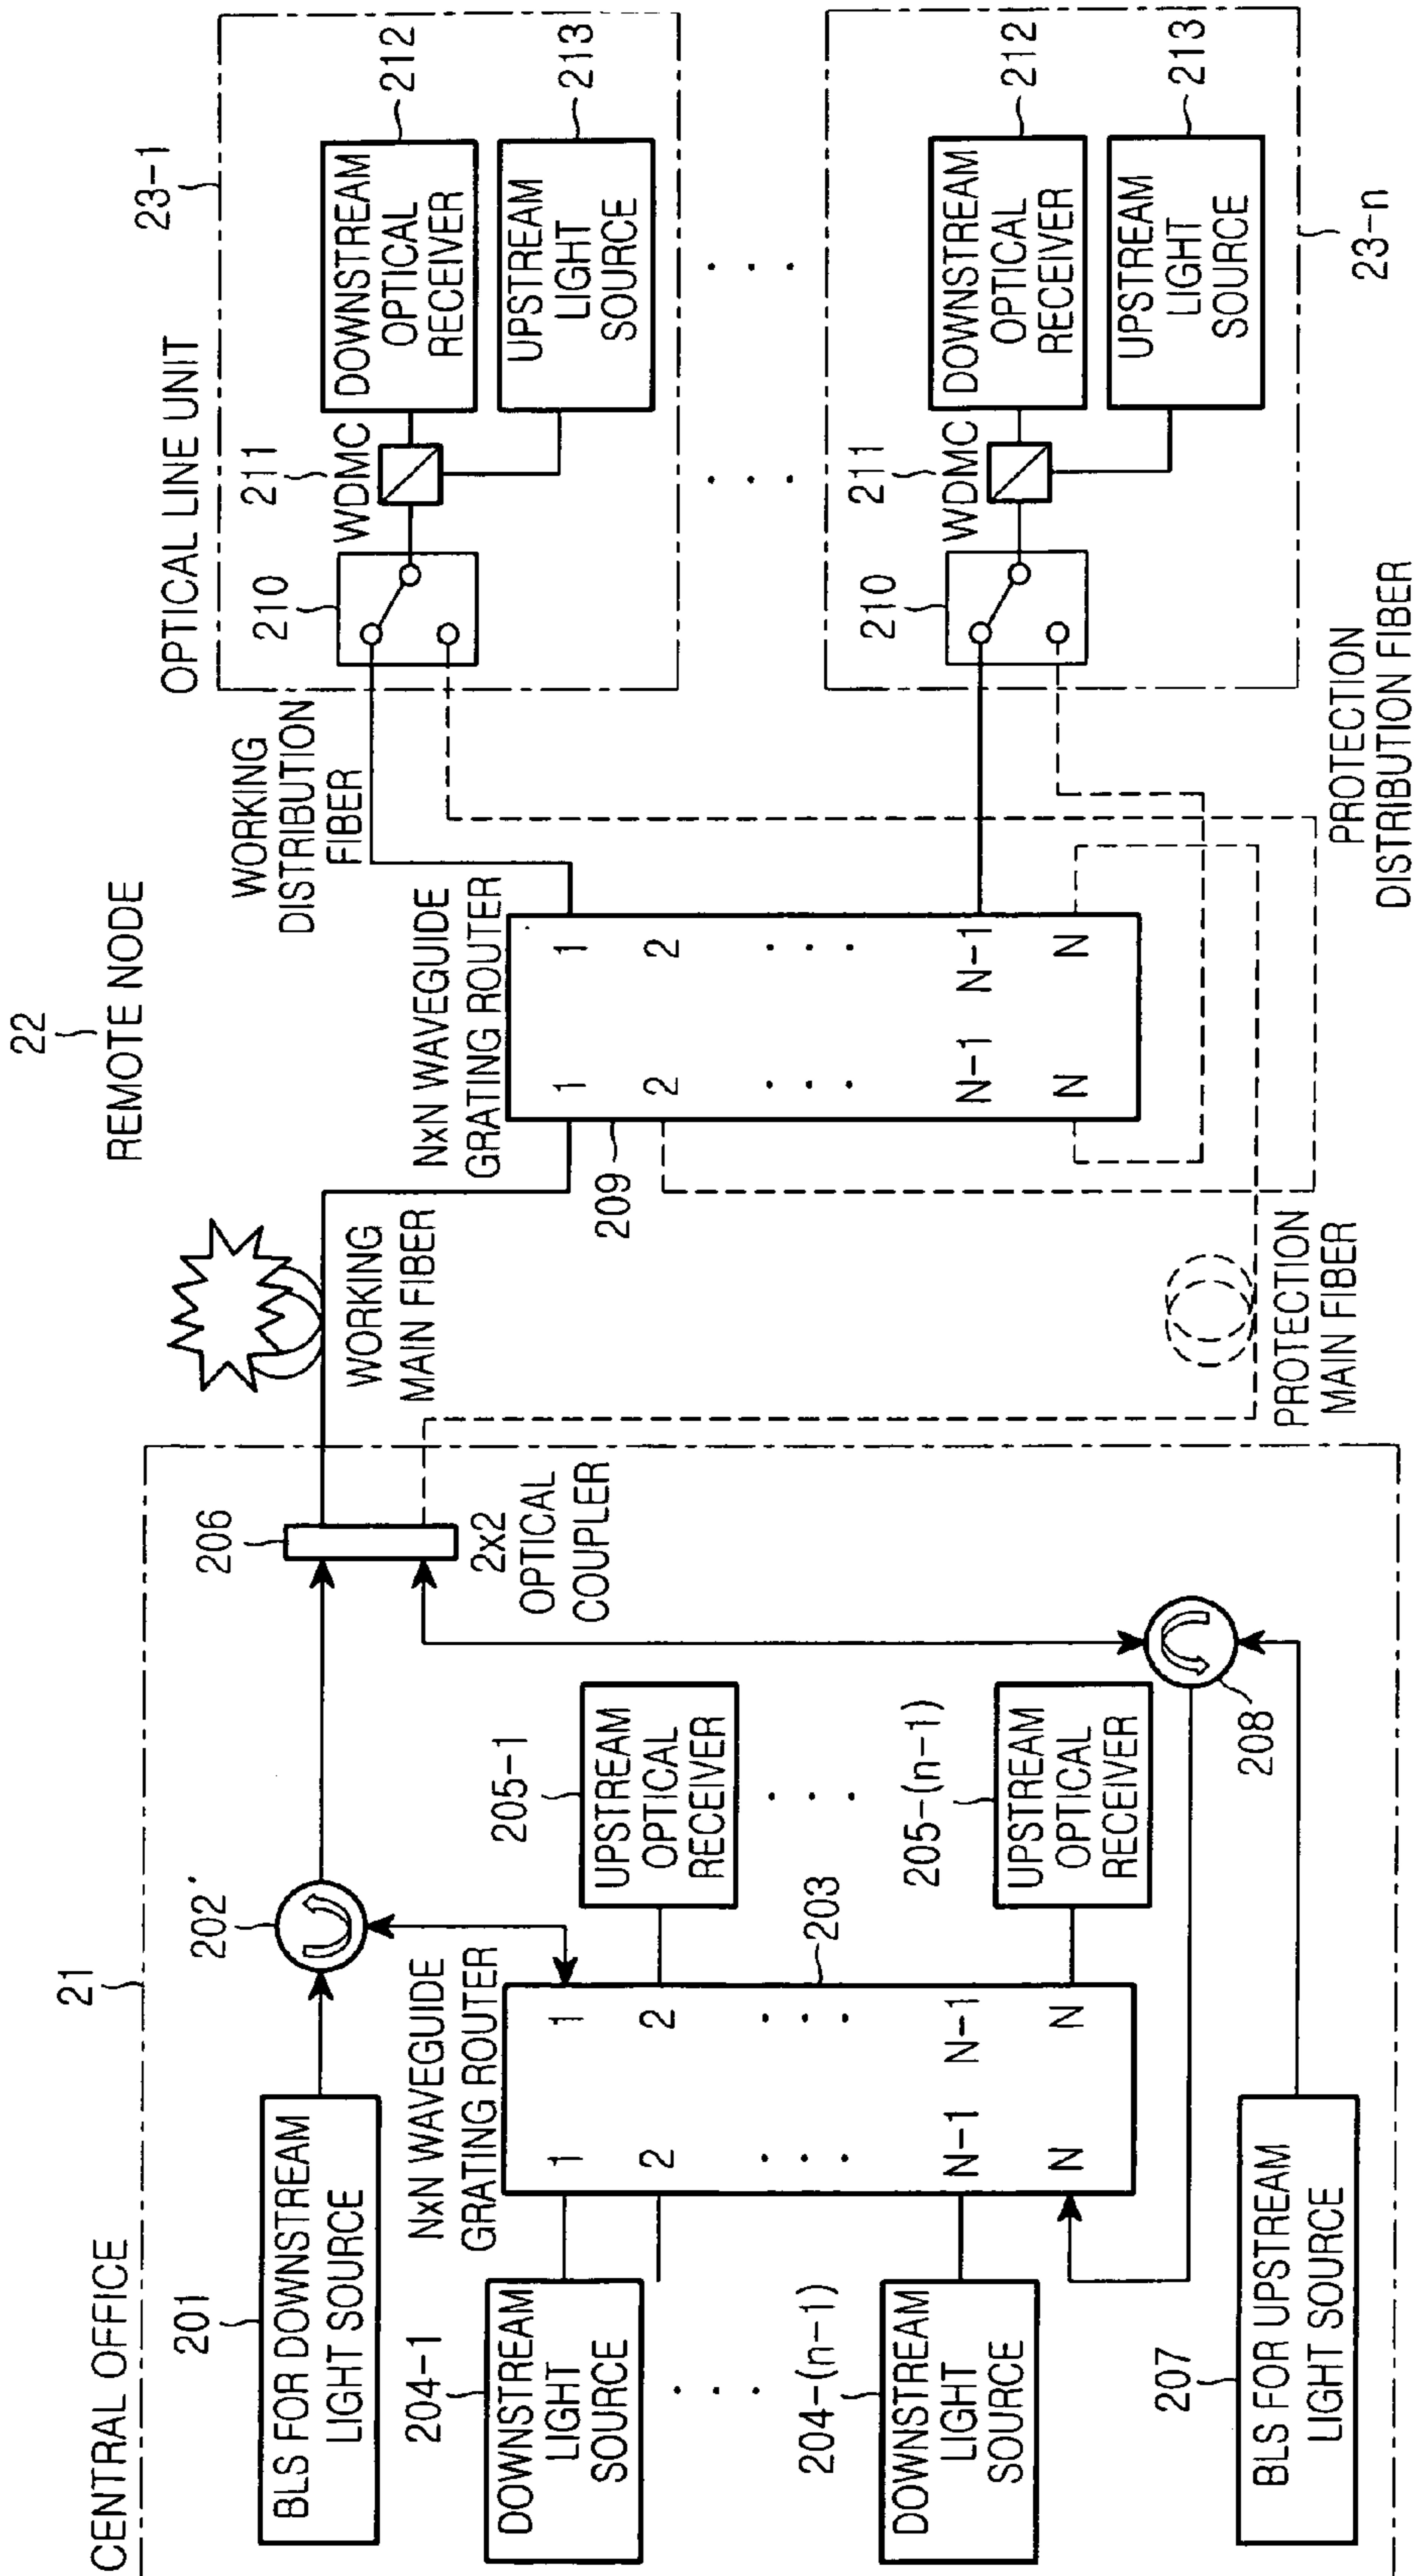 22
REMOTE NODE
CENTRAL OFFICE
21
201
BLS FOR DOWNSTREAM
LIGHT SOURCE
202'
206
2x2
OPTICAL
COUPLER
204-1
DOWNSTREAM
LIGHT
SOURCE
. . .
204-(n-1)
DOWNSTREAM
LIGHT
SOURCE
NxN WAVEGUIDE
GRATING ROUTER
1 1
2 2
. . . . . .
N-1 N-1
N N
203
205-1
UPSTREAM
OPTICAL
RECEIVER
. . .
205-(n-1)
UPSTREAM
OPTICAL
RECEIVER
207
BLS FOR UPSTREAM
LIGHT SOURCE
208
WORKING
MAIN FIBER
PROTECTION
MAIN FIBER
NxN WAVEGUIDE
GRATING ROUTER
209
1 1
2 2
. . . . . .
N-1 N-1
N N
WORKING
DISTRIBUTION
FIBER
PROTECTION
DISTRIBUTION FIBER
OPTICAL LINE UNIT
23-1
210
211
WDMC
DOWNSTREAM
OPTICAL
RECEIVER
212
UPSTREAM
LIGHT
SOURCE
213
. . . . . .
210
211
WDMC
DOWNSTREAM
OPTICAL
RECEIVER
212
UPSTREAM
LIGHT
SOURCE
213
23-n